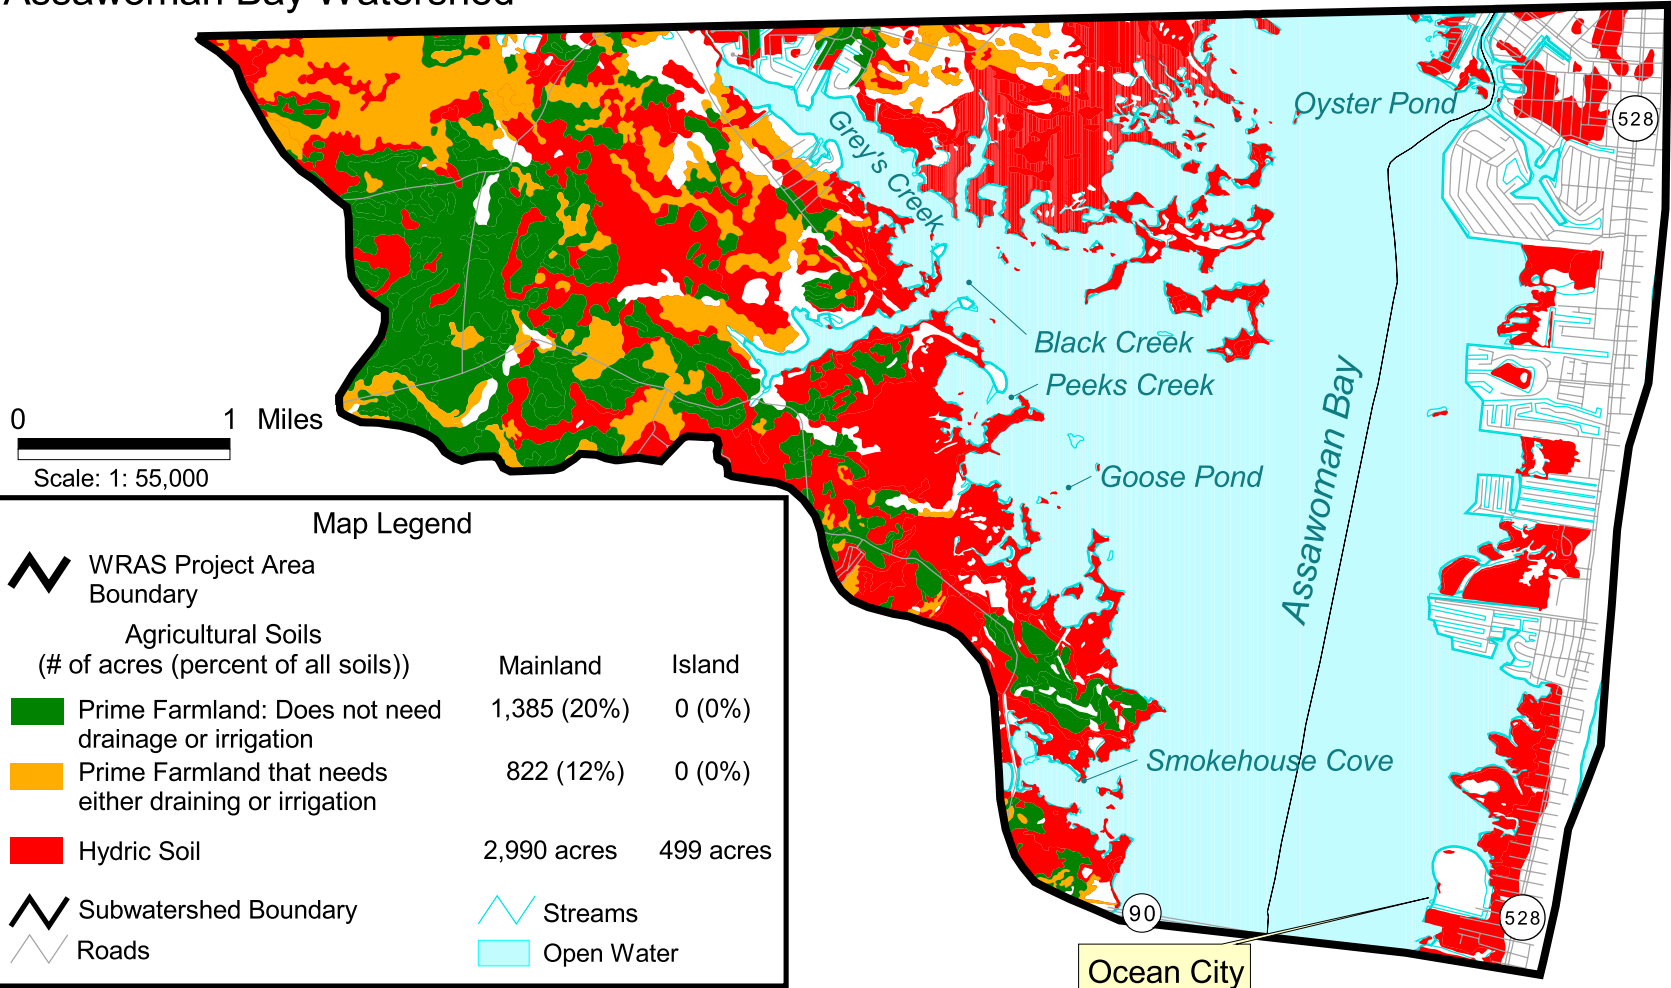 Assawoman Bay Watershed
Oyster Pond
528
Grey's Creek
Black Creek
Peeks Creek
Assawoman Bay
0 1 Miles
Scale: 1: 55,000
Goose Pond
Map Legend
WRAS Project Area
Boundary
Agricultural Soils
(# of acres (percent of all soils)) Mainland Island
Prime Farmland: Does not need 1,385 (20%) 0 (0%)
drainage or irrigation
Prime Farmland that needs 822 (12%) 0 (0%)
either draining or irrigation
Hydric Soil 2,990 acres 499 acres
Subwatershed Boundary Streams
Roads Open Water
Smokehouse Cove
90
528
Ocean City